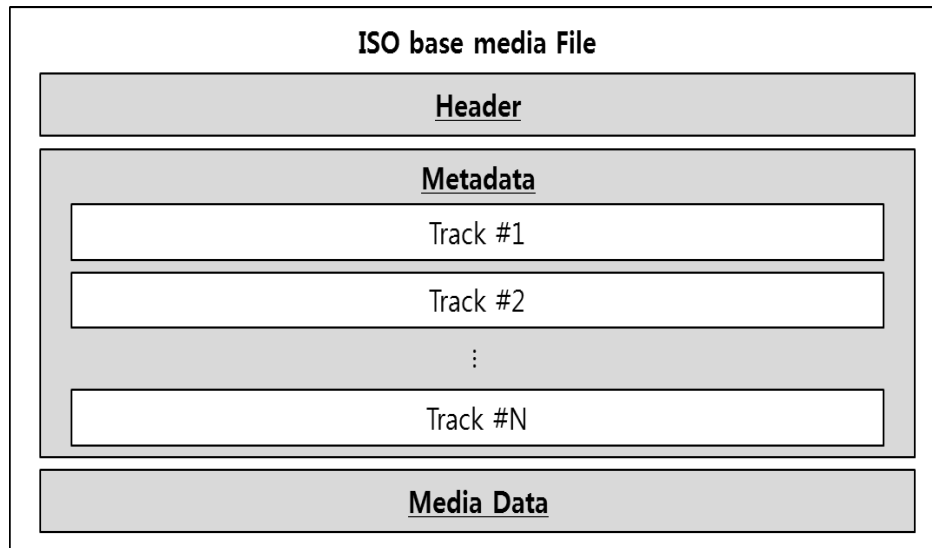 ISO base media File
Header
Metadata
Track #1
Track #2
⋮
Track #N
Media Data